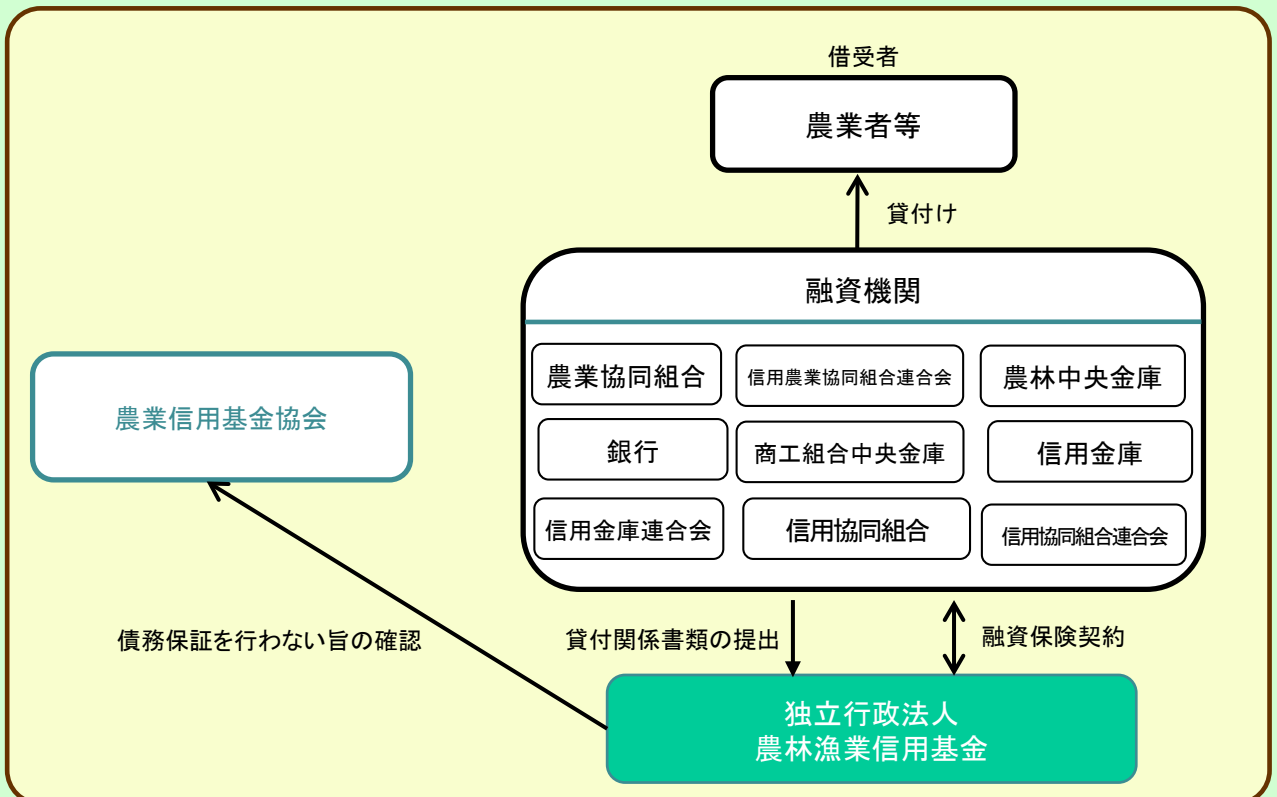 借受者
農業者等
貸付け
融資機関
農業協同組合
信用農業協同組合連合会
農林中央金庫
農業信用基金協会
銀行
商工組合中央金庫
信用金庫
信用金庫連合会
信用協同組合
信用協同組合連合会
債務保証を行わない旨の確認
貸付関係書類の提出
融資保険契約
独立行政法人
農林漁業信用基金